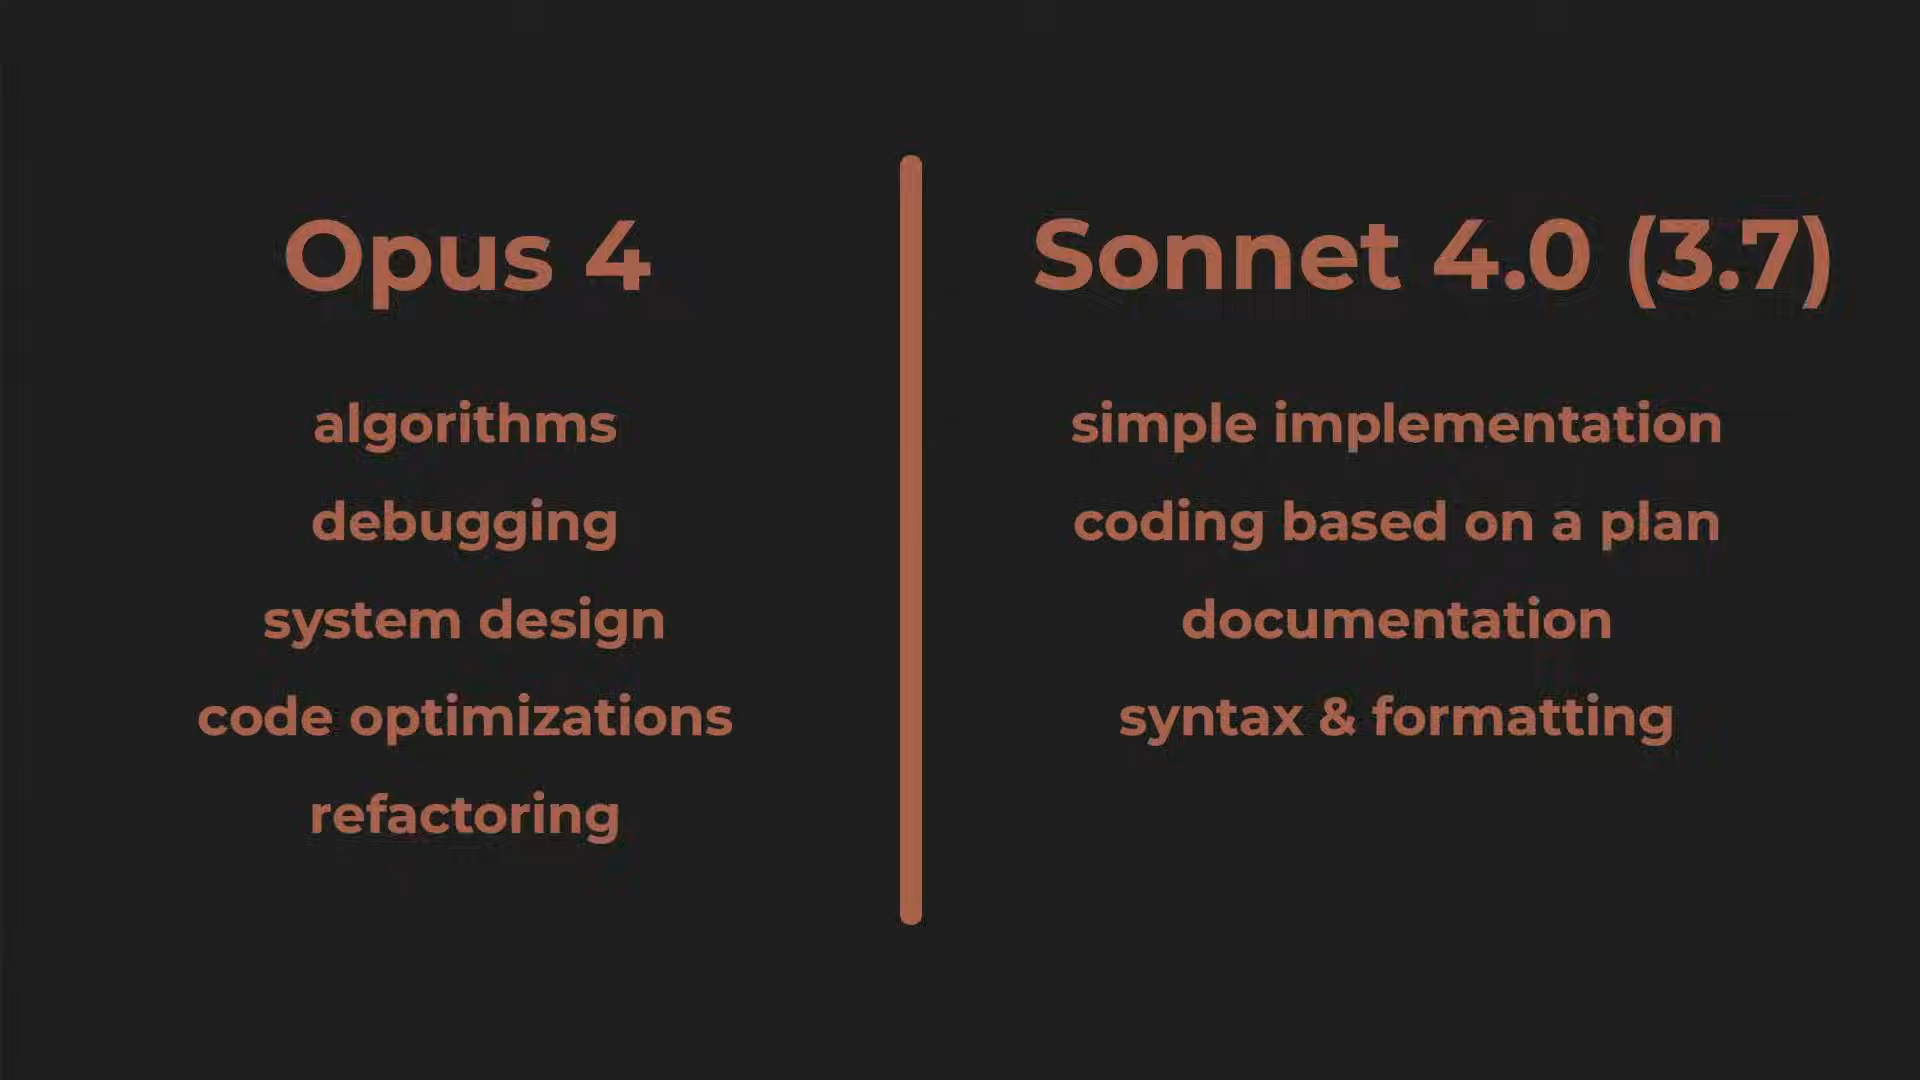 Opus 4
algorithms
debugging
system design
code optimizations
refactoring
Sonnet 4.0 (3.7)
simple implementation
coding based on a plan
documentation
syntax & formatting